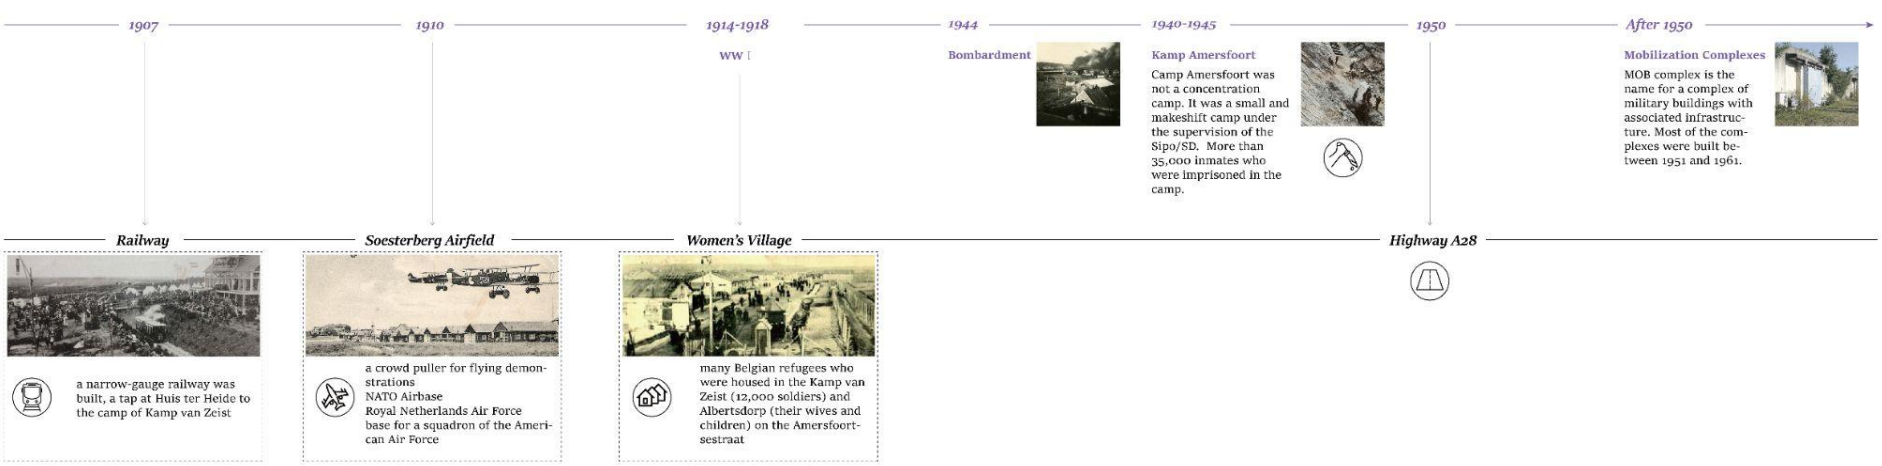 1907
1910
1914-1918
1944
1940-1945
1950
After 1950
WW I
Bombardment
Kamp Amersfoort
Camp Amersfoort was
not a concentration
camp. It was a small and
makeshift camp under
the supervision of the
Sipo/SD. More than
35,000 inmates who
were imprisoned in the
camp.
Mobilization Complexes
MOB complex is the
name for a complex of
military buildings with
associated infrastruc-
ture. Most of the com-
plexes were built be-
tween 1951 and 1961.
Railway
Soesterberg Airfield
Women's Village
Highway A28
a narrow-gauge railway was
built, a tap at Huis ter Heide to
the camp of Kamp van Zeist
a crowd puller for flying demon-
strations
NATO Airbase
Royal Netherlands Air Force
base for a squadron of the Ameri-
can Air Force
many Belgian refugees who
were housed in the Kamp van
Zeist (12,000 soldiers) and
Albertsdorp (their wives and
children) on the Amersfoort-
sestraat